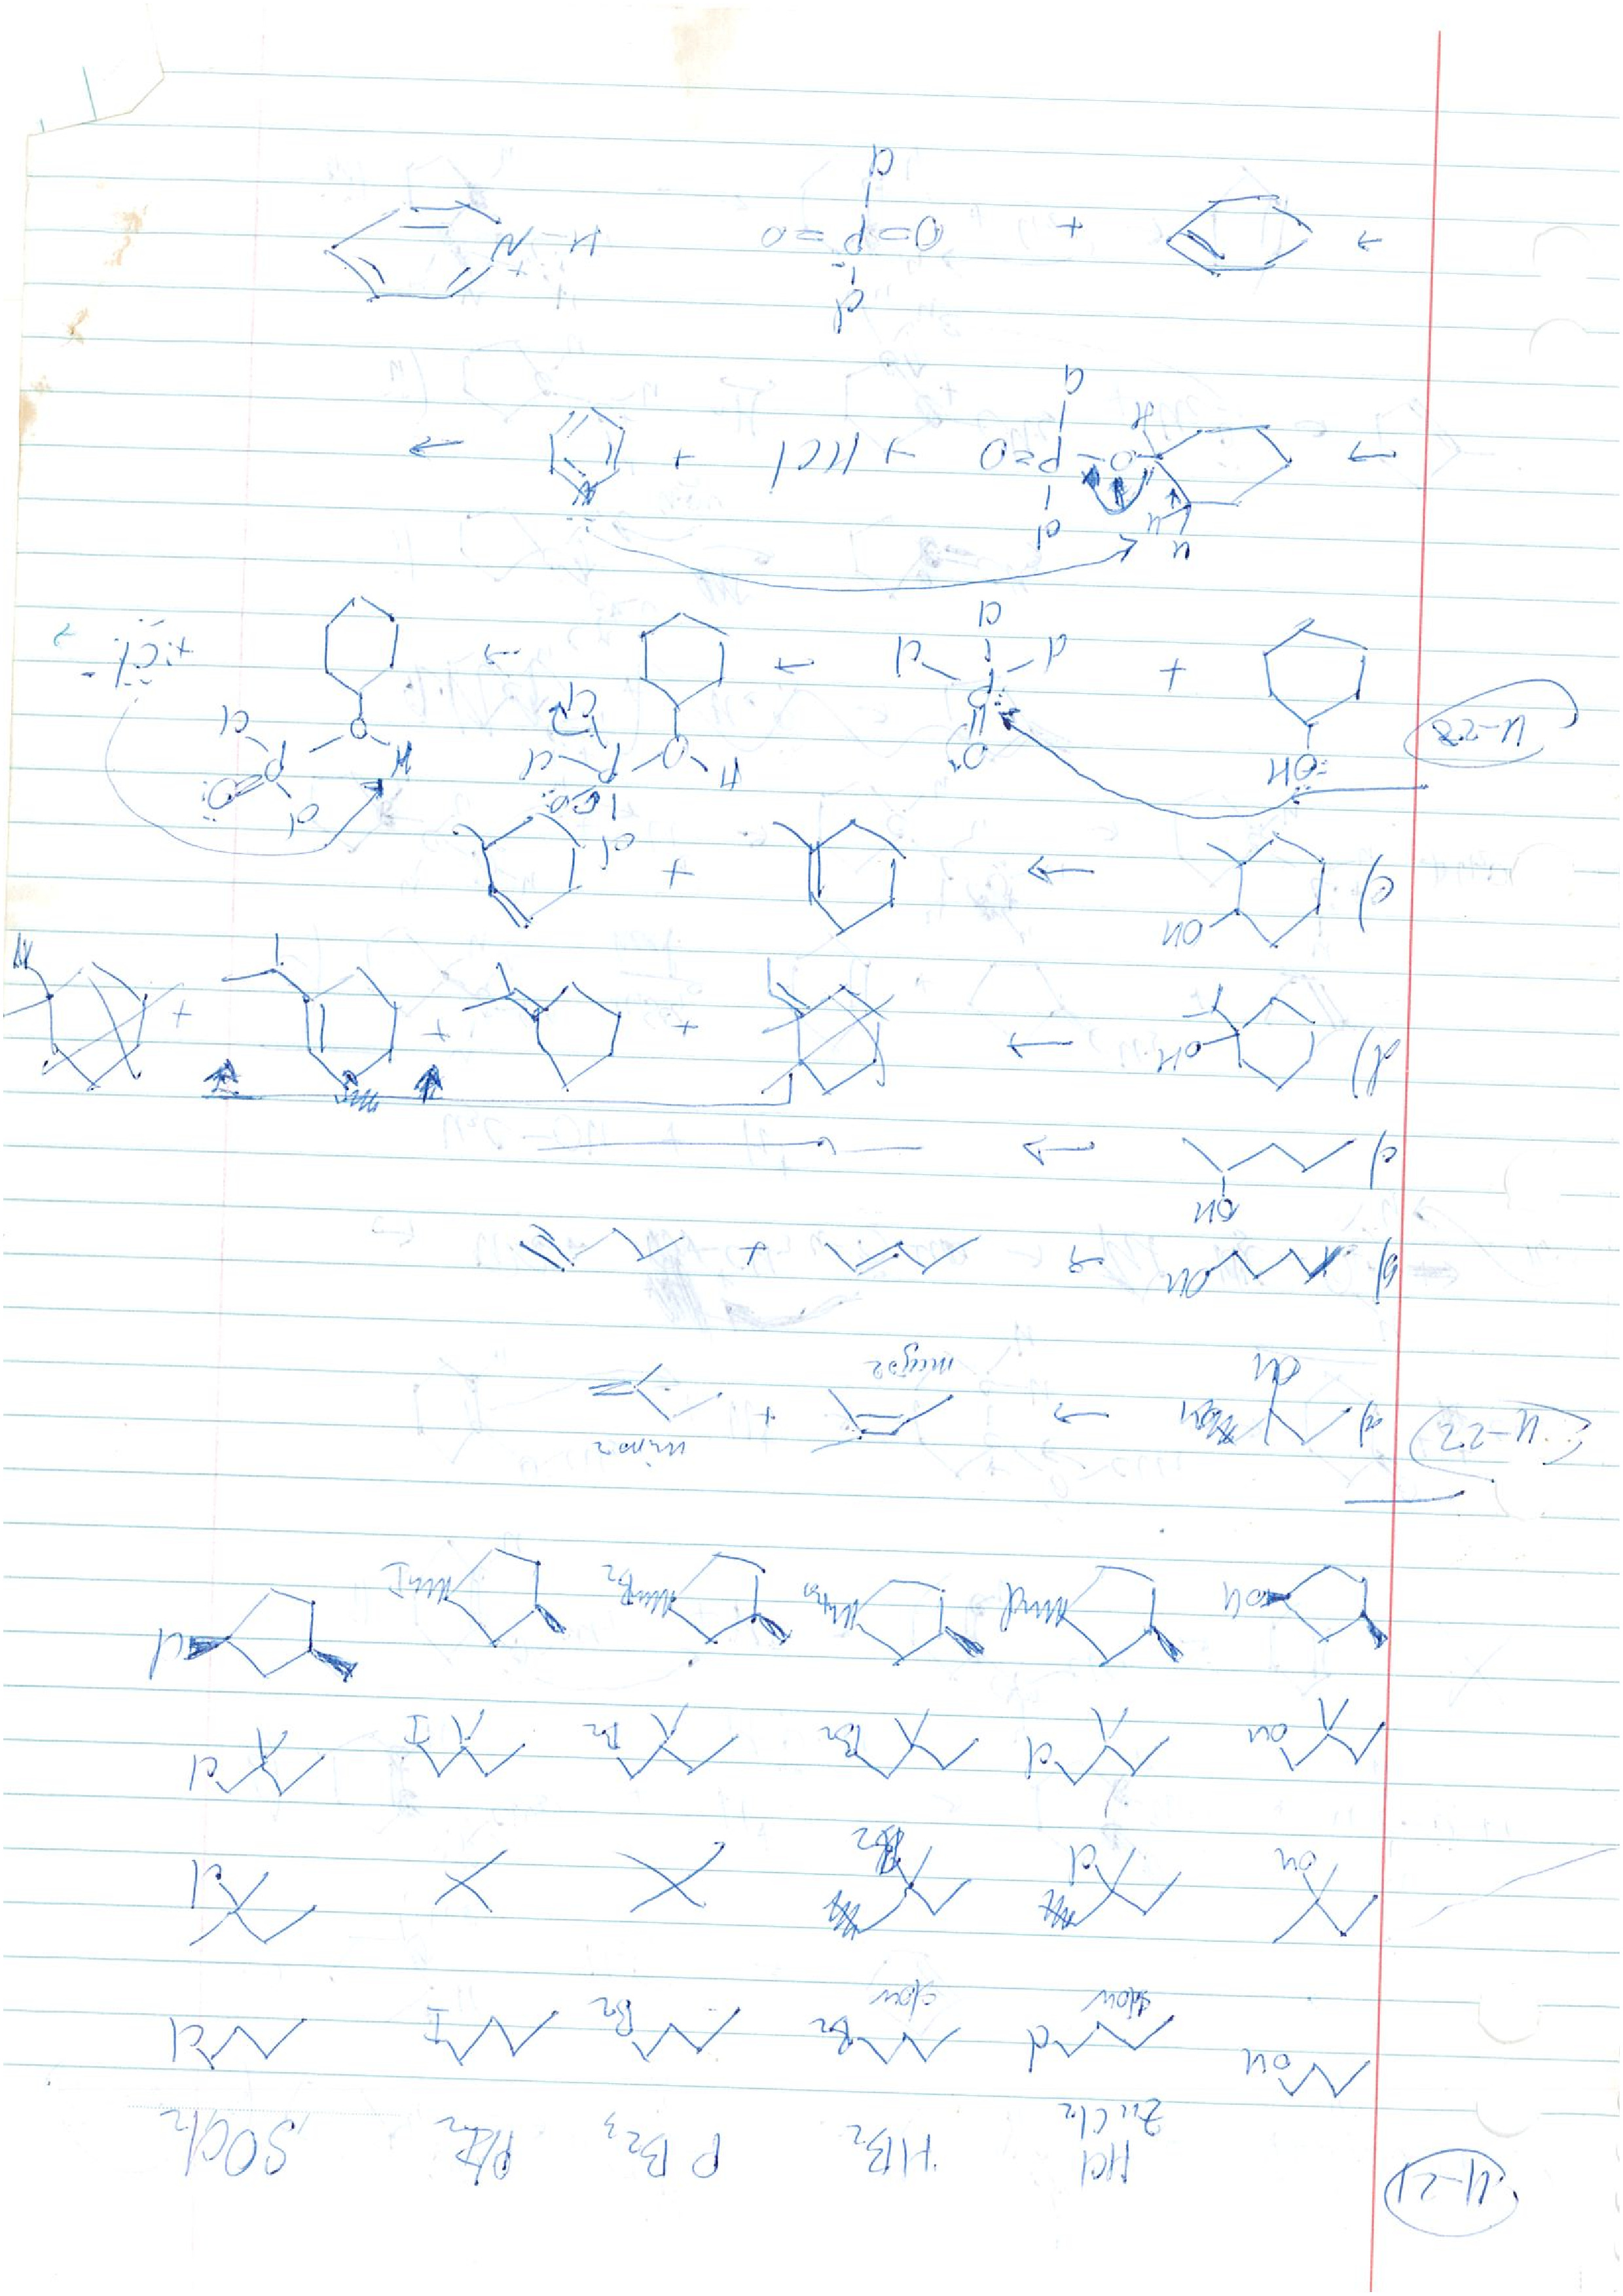 11-21
HCl HBr PBr3 P/I2 SOCl2
ZnCl2
OH Cl Br Br I Cl
slow slow
OH Cl Br X X Cl
OH Cl Br Br I Cl
OH Cl Br Br I Cl
11-22
a) OH → + minor
major
b) OH → +
c) OH →
d) OH → + + +
e) OH → + Cl
11-23
:OH + O P Cl Cl Cl → H O P Cl Cl O → H O P Cl Cl O + :Cl:- →
→ H H H O-P=O Cl Cl + HCl + N →
→ + O=P=O Cl Cl N-H +